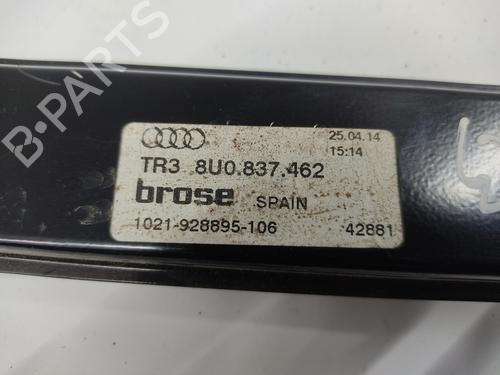 25.04.14
15:14
TR3 8U0.837.462
brose SPAIN
1021-928895-106 42881
B-PARTS